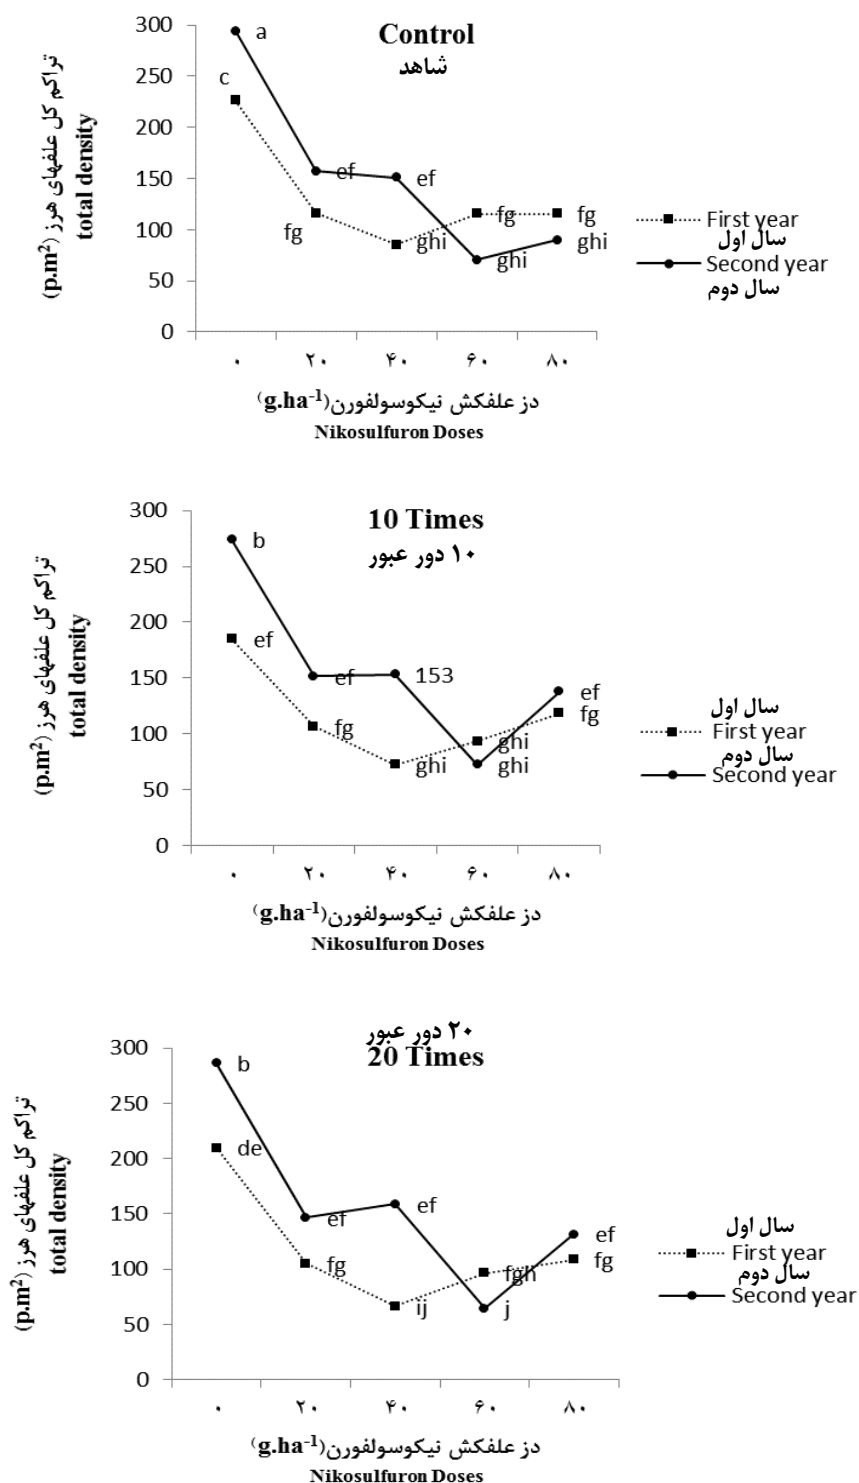 Control
شاهد
تراکم کل علفهای هرز (p.m²)
total density
300
250
200
150
100
50
0
a
c
ef
ef
fg
fg
fg
ghi
ghi
ghi
First year
سال اول
Second year
سال دوم
۰ ۲۰ ۴۰ ۶۰ ۸۰
دز علفکش نیکوسولفورن(g.ha-1)
Nikosulfuron Doses
10 Times
۱۰ دور عبور
تراکم کل علفهای هرز (p.m²)
total density
300
250
200
150
100
50
0
b
ef
ef
153
ef
fg
fg
ghi
ghi
ghi
سال اول
First year
سال دوم
Second year
۰ ۲۰ ۴۰ ۶۰ ۸۰
دز علفکش نیکوسولفورن(g.ha-1)
Nikosulfuron Doses
۲۰ دور عبور
20 Times
تراکم کل علفهای هرز (p.m²)
total density
300
250
200
150
100
50
0
b
de
ef
ef
ef
fg
fgh
fg
ij
j
سال اول
First year
سال دوم
Second year
۰ ۲۰ ۴۰ ۶۰ ۸۰
دز علفکش نیکوسولفورن(g.ha-1)
Nikosulfuron Doses